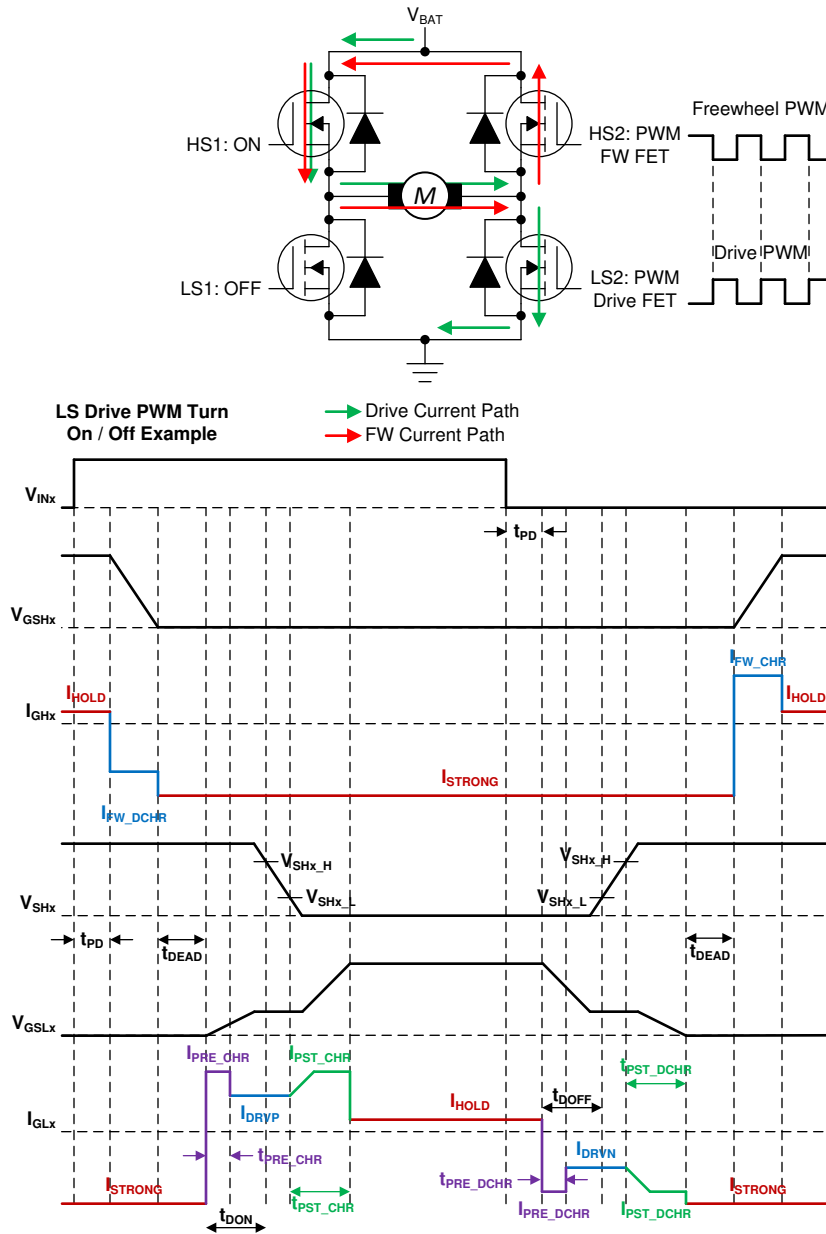 VBAT
Freewheel PWM
HS1: ON
HS2: PWM
FW FET
M
Drive PWM
LS1: OFF
LS2: PWM
Drive FET
LS Drive PWM Turn
On / Off Example
Drive Current Path
FW Current Path
VINx
tPD
VGSHx
IFW_CHR
IHOLD
IHOLD
IGHx
ISTRONG
IFW_DCHR
VSHx_H
VSHx_H
VSHx_L
VSHx_L
VSHx
tPD
tDEAD
tDEAD
VGSLx
IPRE_CHR
IPST_CHR
tPST_DCHR
IHOLD
tDOFF
IDRVP
IGLx
IDRVN
tPRE_CHR
tPRE_DCHR
ISTRONG
tPST_CHR
IPRE_DCHR
IPST_DCHR
ISTRONG
tDON